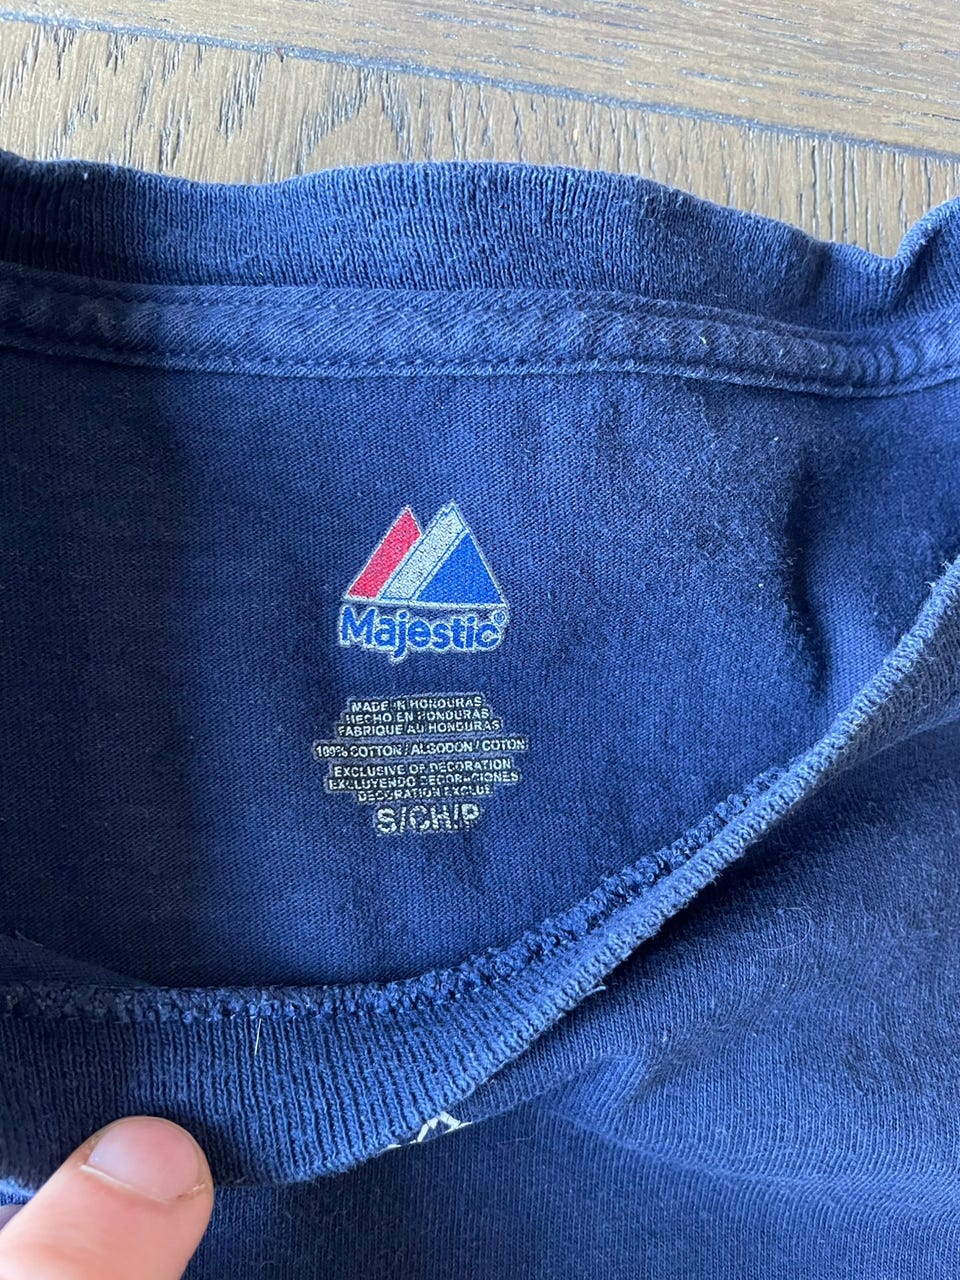 Majestic®
MADE IN HONDURAS
HECHO EN HONDURAS
FABRIQUE AU HONDURAS
100% COTTON / ALGODON / COTON
EXCLUSIVE OF DECORATION
EXCLUYENDO DECORACIONES
DECORATION EXCLUE
S/CH/P